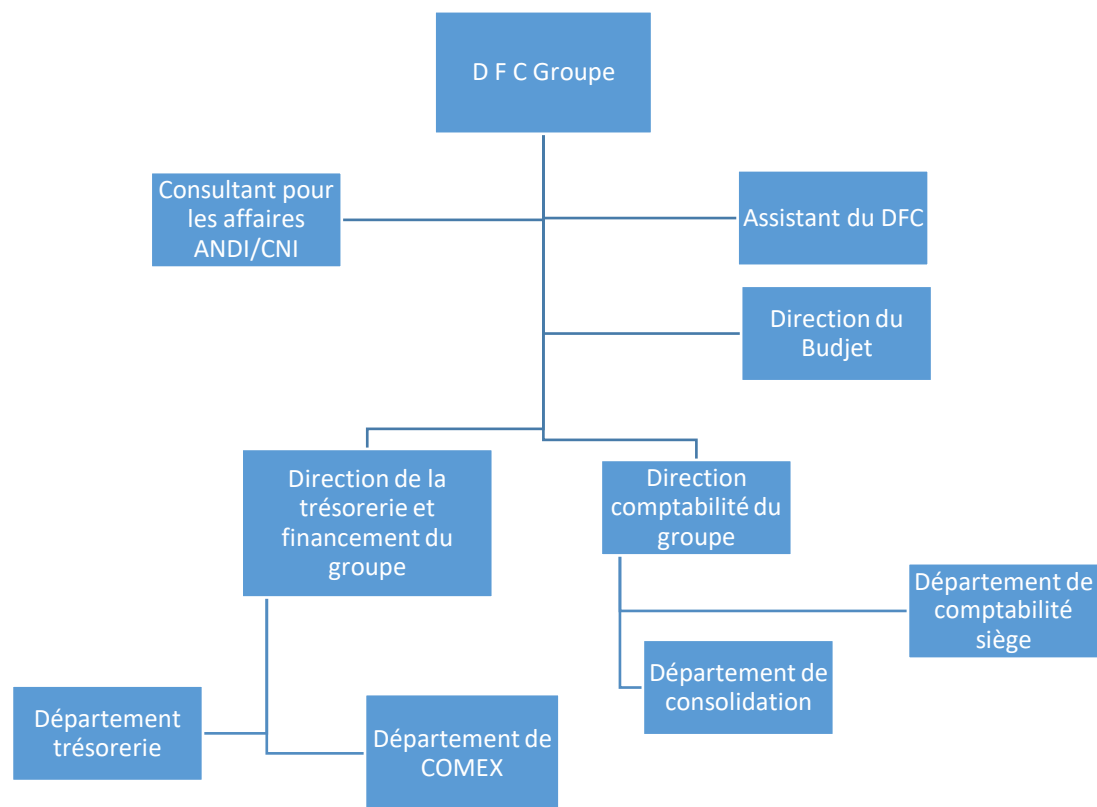 D F C Groupe
Consultant pour
les affaires
ANDI/CNI
Assistant du DFC
Direction du
Budjet
Direction de la
trésorerie et
financement du
groupe
Direction
comptabilité du
groupe
Département de
comptabilité
siège
Département de
consolidation
Département
trésorerie
Département de
COMEX